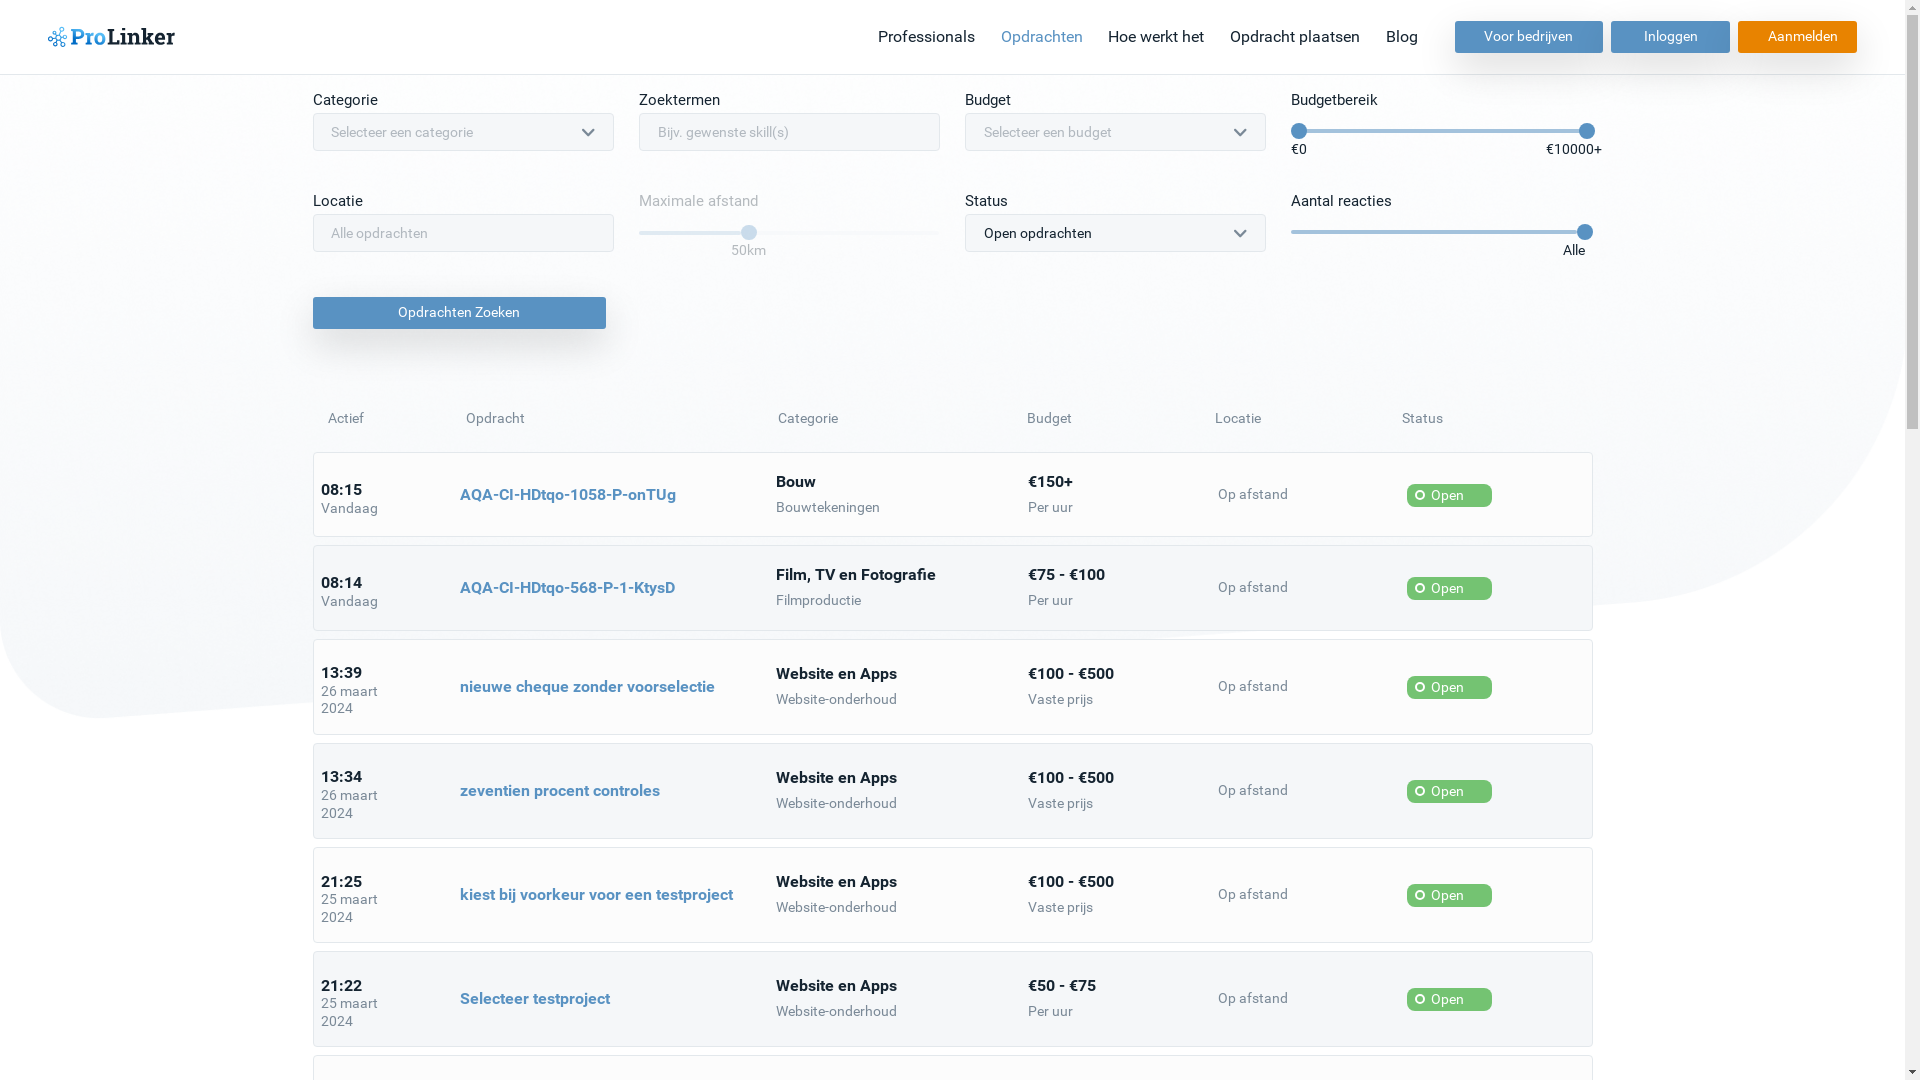 ProLinker
Professionals Opdrachten Hoe werkt het Opdracht plaatsen Blog Voor bedrijven Inloggen Aanmelden
Categorie Zoektermen Budget Budgetbereik
Selecteer een categorie Bijv. gewenste skill(s) Selecteer een budget
€0 €10000+
Locatie Maximale afstand Status Aantal reacties
Alle opdrachten Open opdrachten
50km Alle
Opdrachten Zoeken
Actief Opdracht Categorie Budget Locatie Status
08:15 AQA-CI-HDtqo-1058-P-onTUg Bouw €150+ Op afstand Open
Vandaag Bouwtekeningen Per uur
08:14 AQA-CI-HDtqo-568-P-1-KtysD Film, TV en Fotografie €75 - €100 Op afstand Open
Vandaag Filmproductie Per uur
13:39 nieuwe cheque zonder voorselectie Website en Apps €100 - €500 Op afstand Open
26 maart Website-onderhoud Vaste prijs
2024
13:34 zeventien procent controles Website en Apps €100 - €500 Op afstand Open
26 maart Website-onderhoud Vaste prijs
2024
21:25 kiest bij voorkeur voor een testproject Website en Apps €100 - €500 Op afstand Open
25 maart Website-onderhoud Vaste prijs
2024
21:22 Selecteer testproject Website en Apps €50 - €75 Op afstand Open
25 maart Website-onderhoud Per uur
2024